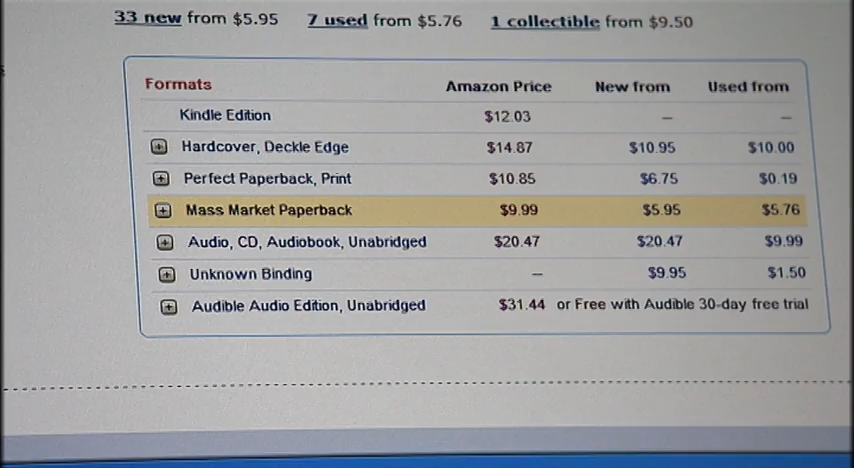 33 new from $5.95 7 used from $5.76 1 collectible from $9.50
Formats Amazon Price New from Used from
Kindle Edition $12.03 — —
Hardcover, Deckle Edge $14.87 $10.95 $10.00
Perfect Paperback, Print $10.85 $6.75 $0.19
Mass Market Paperback $9.99 $5.95 $5.76
Audio, CD, Audiobook, Unabridged $20.47 $20.47 $9.99
Unknown Binding — $9.95 $1.50
Audible Audio Edition, Unabridged $31.44 or Free with Audible 30-day free trial